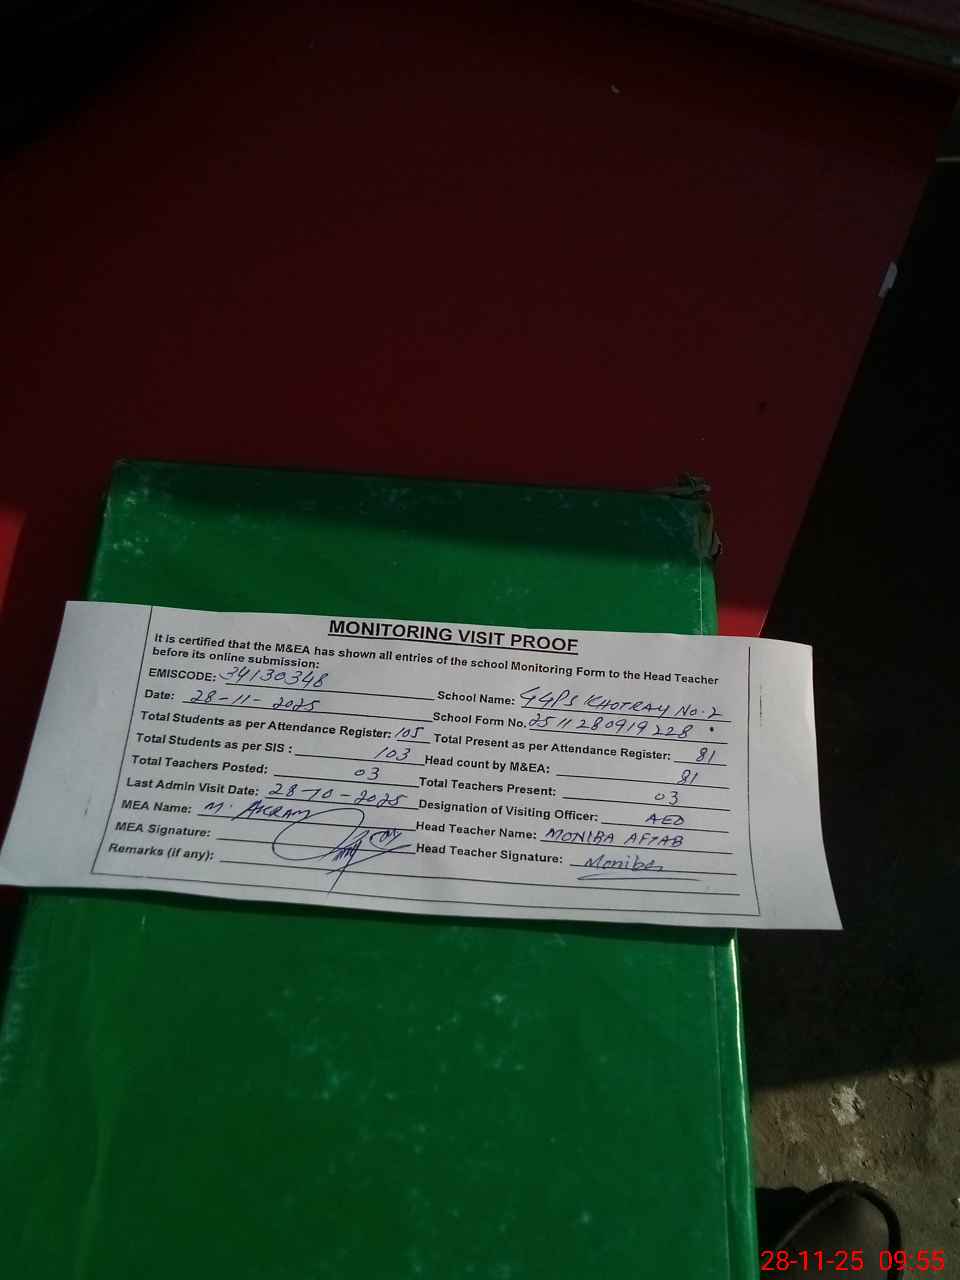 MONITORING VISIT PROOF
It is certified that the M&EA has shown all entries of the school Monitoring Form to the Head Teacher
before its online submission:
EMISCODE: 34130348
School Name: GGPS KHOTRAY No.2
Date: 28-11-2025
School Form No. 2511280919228
Total Students as per Attendance Register: 105
Total Present as per Attendance Register: 81
Total Students as per SIS : 103
Head count by M&EA: 81
Total Teachers Posted: 03
Total Teachers Present: 03
Last Admin Visit Date: 28-10-2025
Designation of Visiting Officer: AEO
MEA Name: M. AKRAM
Head Teacher Name: MONIBA AFTAB
MEA Signature:
Head Teacher Signature: Moniba
Remarks (if any):
28-11-25 09:55